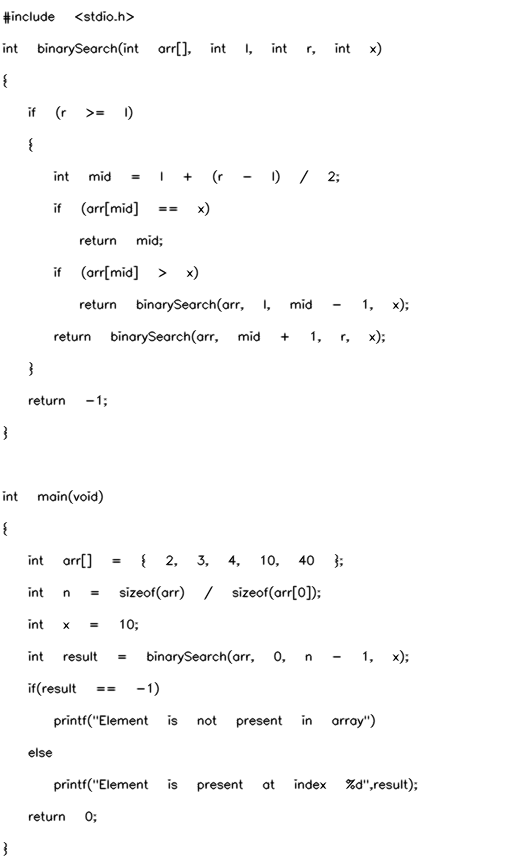 #include <stdio.h>
int binarySearch(int arr[], int l, int r, int x)
{
if (r >= l)
{
int mid = l + (r - l) / 2;
if (arr[mid] == x)
return mid;
if (arr[mid] > x)
return binarySearch(arr, l, mid - 1, x);
return binarySearch(arr, mid + 1, r, x);
}
return -1;
}
int main(void)
{
int arr[] = { 2, 3, 4, 10, 40 };
int n = sizeof(arr) / sizeof(arr[0]);
int x = 10;
int result = binarySearch(arr, 0, n - 1, x);
if(result == -1)
printf("Element is not present in array")
else
printf("Element is present at index %d",result);
return 0;
}